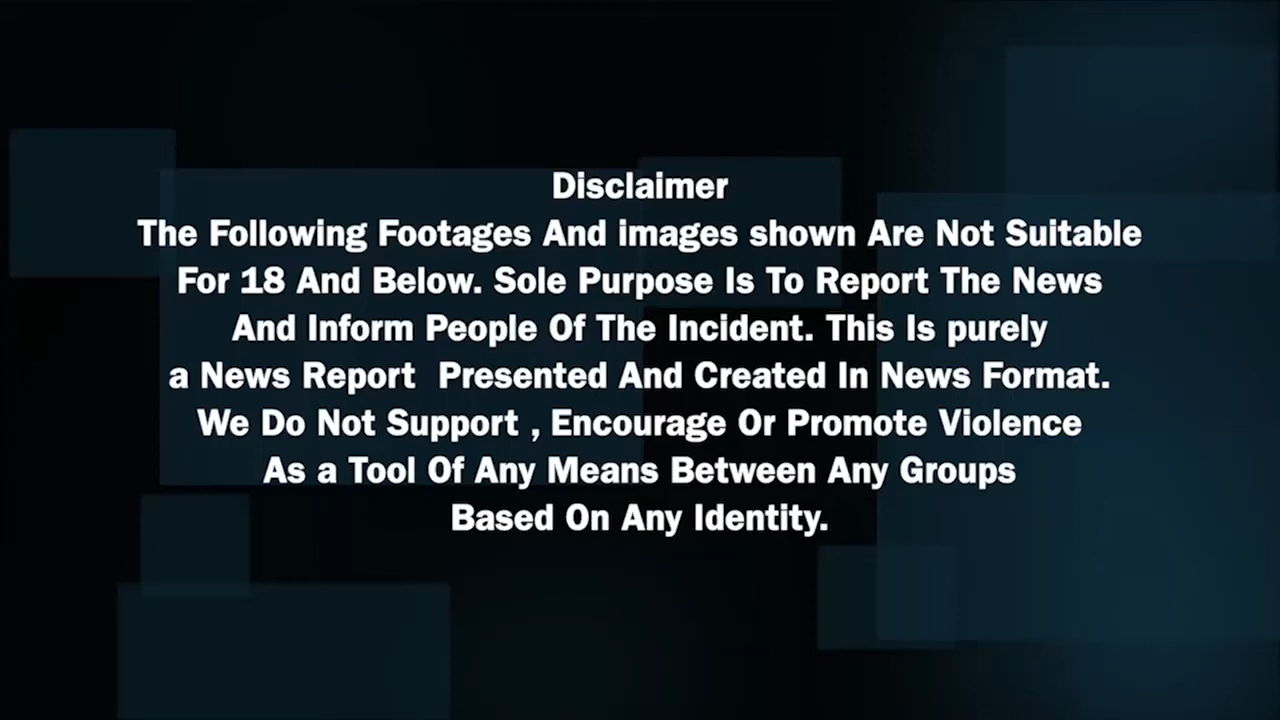 Disclaimer
The Following Footages And images shown Are Not Suitable
For 18 And Below. Sole Purpose Is To Report The News
And Inform People Of The Incident. This Is purely
a News Report  Presented And Created In News Format.
We Do Not Support , Encourage Or Promote Violence
As a Tool Of Any Means Between Any Groups
Based On Any Identity.